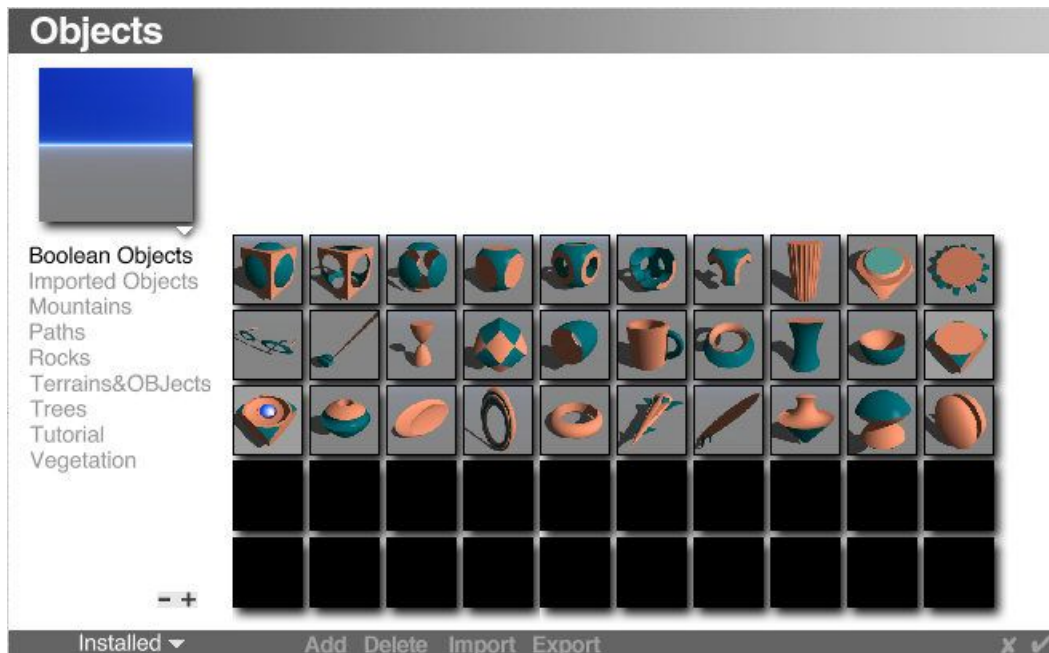 Objects
Boolean Objects
Imported Objects
Mountains
Paths
Rocks
Terrains&OBJects
Trees
Tutorial
Vegetation
- +
Installed Add Delete Import Export